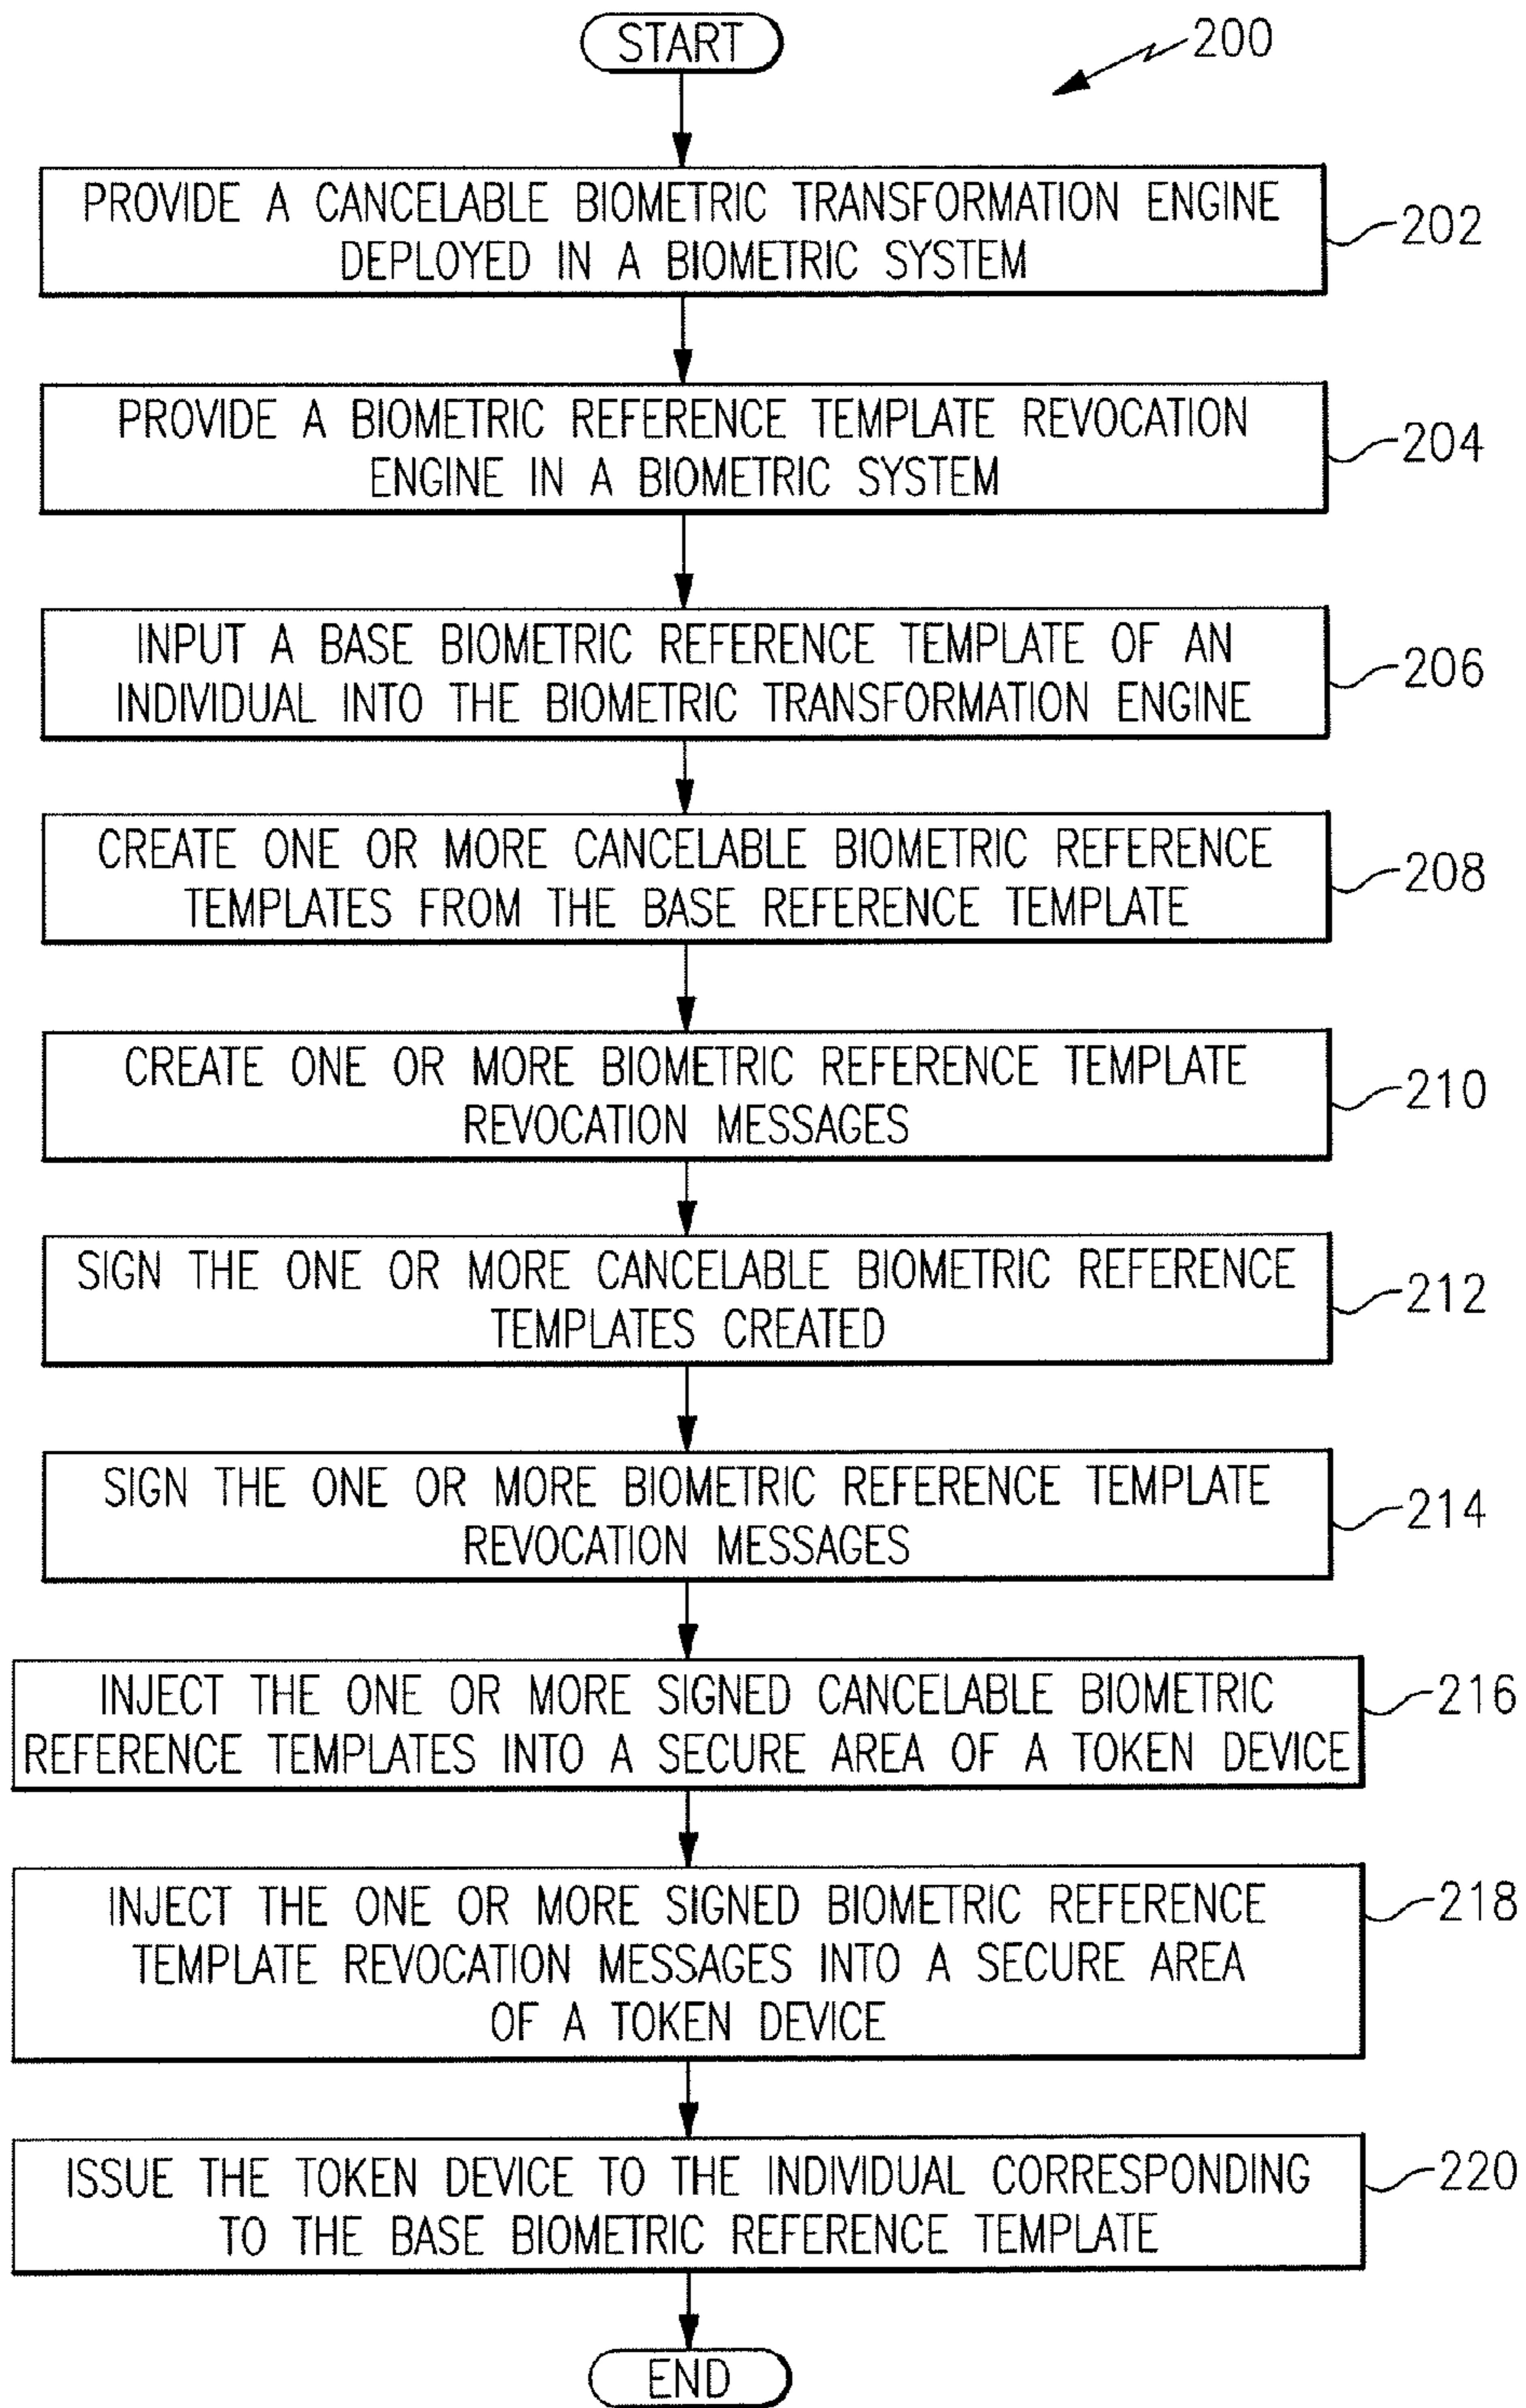 START
200
PROVIDE A CANCELABLE BIOMETRIC TRANSFORMATION ENGINE
DEPLOYED IN A BIOMETRIC SYSTEM
202
PROVIDE A BIOMETRIC REFERENCE TEMPLATE REVOCATION
ENGINE IN A BIOMETRIC SYSTEM
204
INPUT A BASE BIOMETRIC REFERENCE TEMPLATE OF AN
INDIVIDUAL INTO THE BIOMETRIC TRANSFORMATION ENGINE
206
CREATE ONE OR MORE CANCELABLE BIOMETRIC REFERENCE
TEMPLATES FROM THE BASE REFERENCE TEMPLATE
208
CREATE ONE OR MORE BIOMETRIC REFERENCE TEMPLATE
REVOCATION MESSAGES
210
SIGN THE ONE OR MORE CANCELABLE BIOMETRIC REFERENCE
TEMPLATES CREATED
212
SIGN THE ONE OR MORE BIOMETRIC REFERENCE TEMPLATE
REVOCATION MESSAGES
214
INJECT THE ONE OR MORE SIGNED CANCELABLE BIOMETRIC
REFERENCE TEMPLATES INTO A SECURE AREA OF A TOKEN DEVICE
216
INJECT THE ONE OR MORE SIGNED BIOMETRIC REFERENCE
TEMPLATE REVOCATION MESSAGES INTO A SECURE AREA
OF A TOKEN DEVICE
218
ISSUE THE TOKEN DEVICE TO THE INDIVIDUAL CORRESPONDING
TO THE BASE BIOMETRIC REFERENCE TEMPLATE
220
END